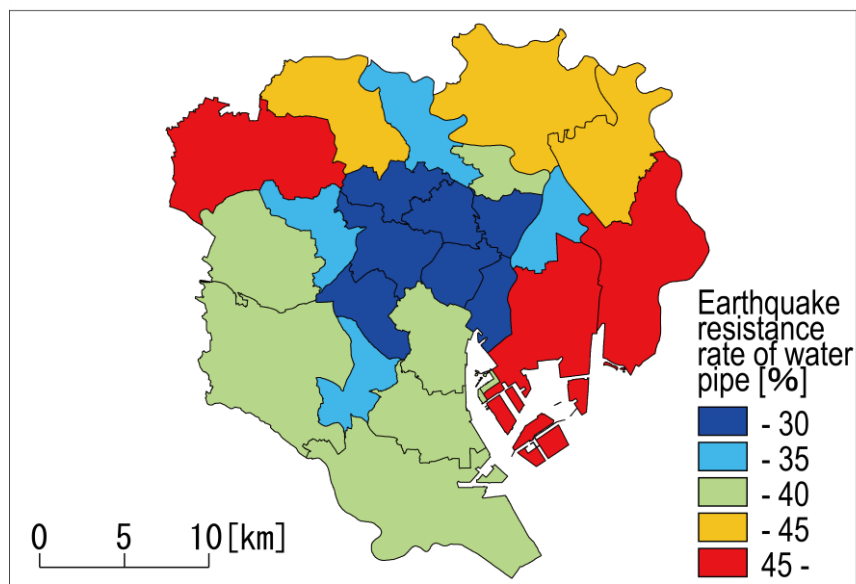 Earthquake
resistance
rate of water
pipe [%]
- 30
- 35
- 40
- 45
45 -
0 5 10 [km]